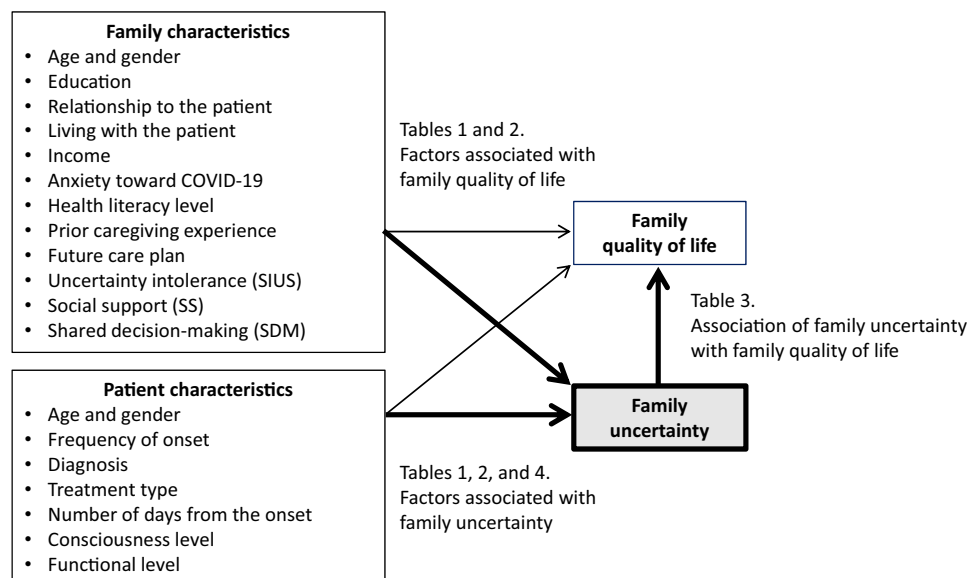 Family characteristics
• Age and gender
• Education
• Relationship to the patient
• Living with the patient
• Income
• Anxiety toward COVID-19
• Health literacy level
• Prior caregiving experience
• Future care plan
• Uncertainty intolerance (SIUS)
• Social support (SS)
• Shared decision-making (SDM)
Tables 1 and 2.
Factors associated with
family quality of life
Family
quality of life
Table 3.
Association of family uncertainty
with family quality of life
Patient characteristics
• Age and gender
• Frequency of onset
• Diagnosis
• Treatment type
• Number of days from the onset
• Consciousness level
• Functional level
Family
uncertainty
Tables 1, 2, and 4.
Factors associated with
family uncertainty